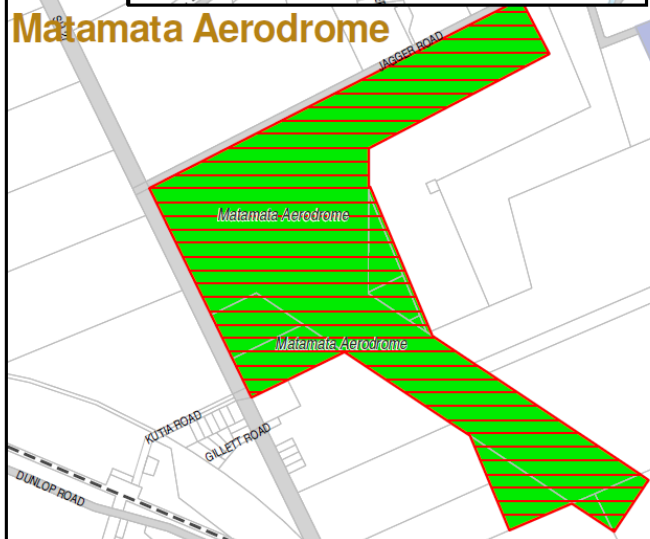 Matamata Aerodrome
JAGGER ROAD
Matamata Aerodrome
Matamata Aerodrome
KUTIA ROAD
GILLETT ROAD
DUNLOP ROAD